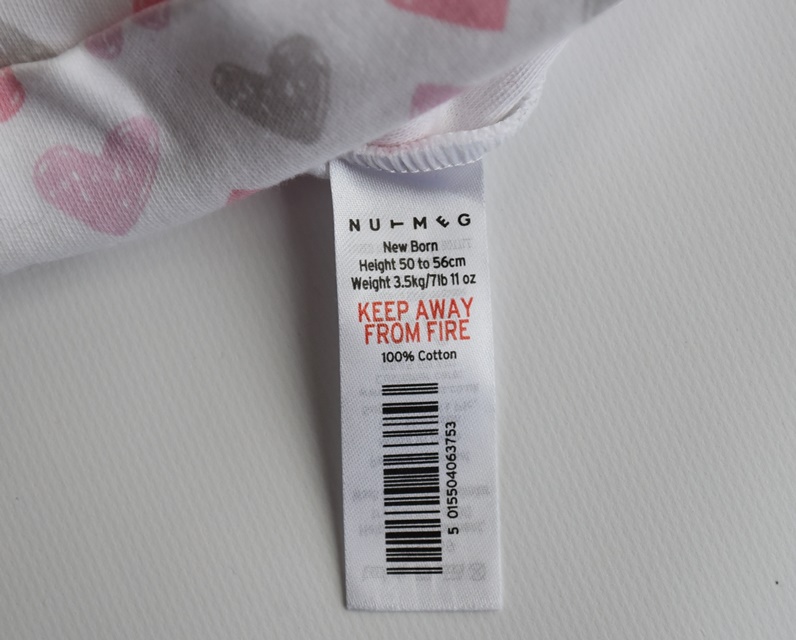 NUTMEG
New Born
Height 50 to 56cm
Weight 3.5kg/7lb 11 oz
KEEP AWAY
FROM FIRE
100% Cotton
5 015504063753